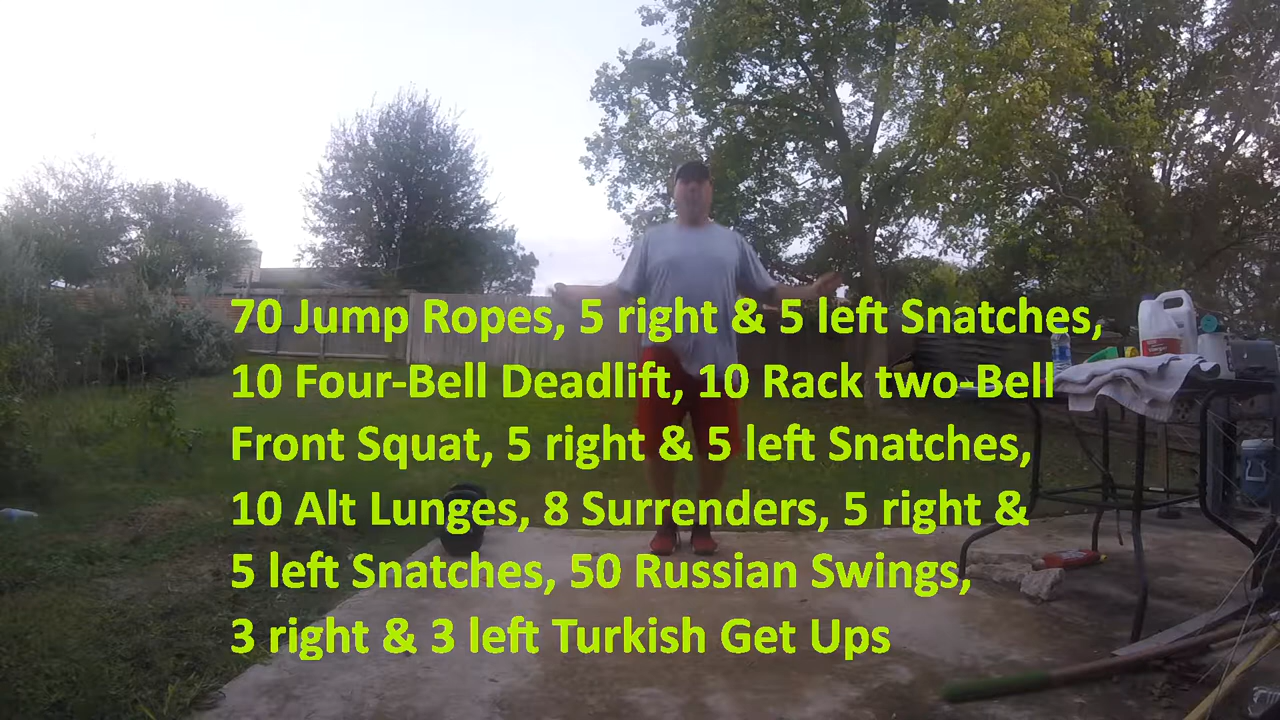 70 Jump Ropes, 5 right & 5 left Snatches,
10 Four-Bell Deadlift, 10 Rack two-Bell
Front Squat, 5 right & 5 left Snatches,
10 Alt Lunges, 8 Surrenders, 5 right &
5 left Snatches, 50 Russian Swings,
3 right & 3 left Turkish Get Ups